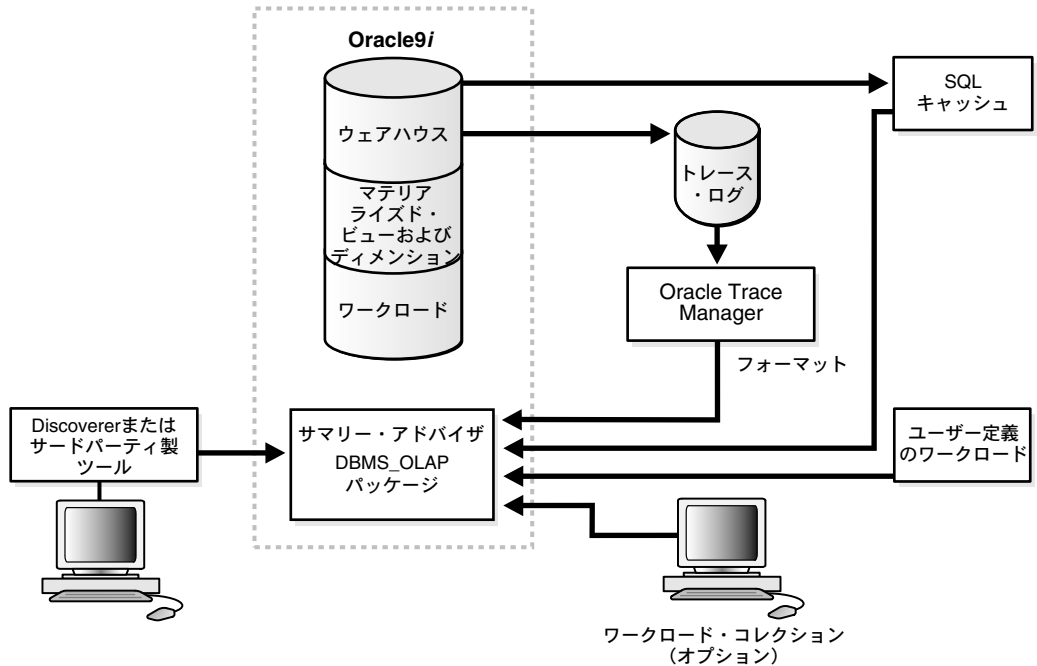 Oracle9i
SQL
キャッシュ
ウェアハウス
トレース
・ログ
マテリア
ライズド・
ビューおよび
ディメンション
Oracle Trace
Manager
ワークロード
フォーマット
Discovererまたは
サードパーティ製
ツール
サマリー・アドバイザ
DBMS_OLAP
パッケージ
ユーザー定義
のワークロード
ワークロード・コレクション
（オプション）